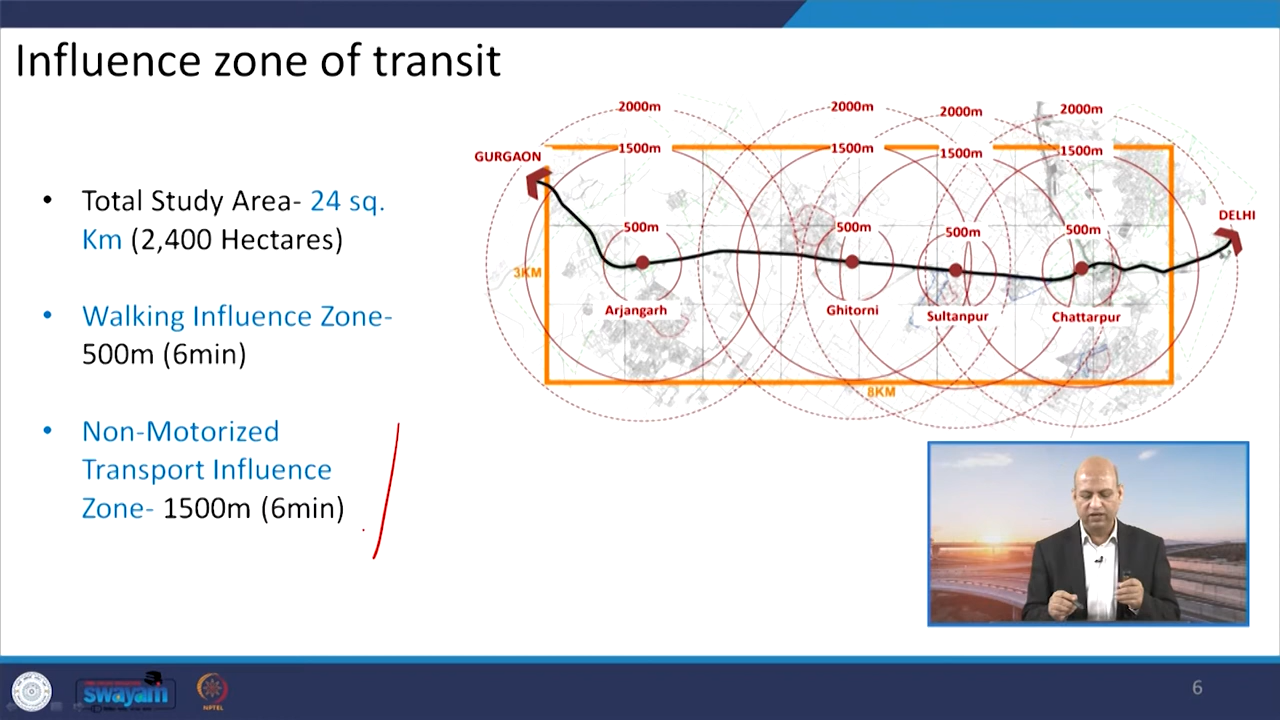 Influence zone of transit
• Total Study Area- 24 sq.
Km (2,400 Hectares)
• Walking Influence Zone-
500m (6min)
• Non-Motorized
Transport Influence
Zone- 1500m (6min)
2000m 2000m 2000m 2000m
1500m 1500m 1500m 1500m
GURGAON
DELHI
500m 500m 500m 500m
3KM
Arjangarh Ghitorni Sultanpur Chattarpur
8KM
swayam
NPTEL
6